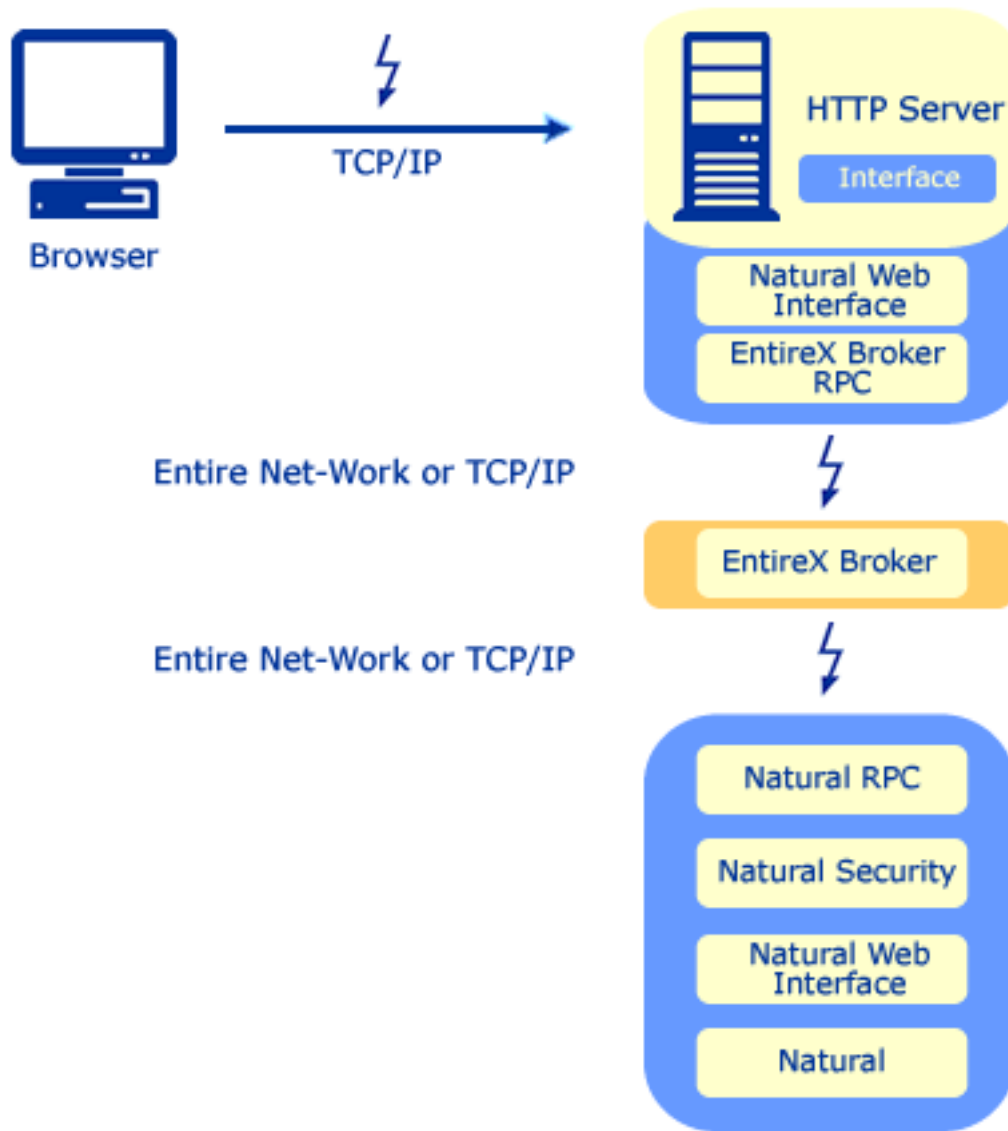 HTTP Server
Interface
TCP/IP
Browser
Natural Web
Interface
EntireX Broker
RPC
Entire Net-Work or TCP/IP
EntireX Broker
Entire Net-Work or TCP/IP
Natural RPC
Natural Security
Natural Web
Interface
Natural